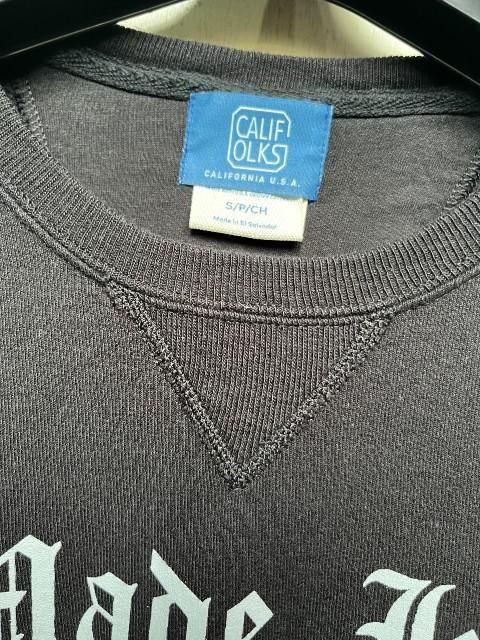 CALIF
OLKS
CALIFORNIA U.S.A.
S/P/CH
Made in El Salvador
Made